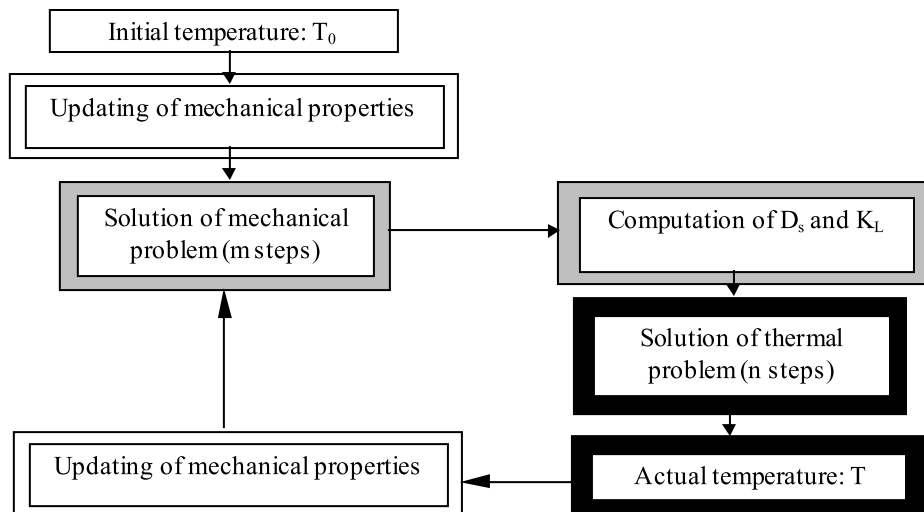 Initial temperature: T₀
Updating of mechanical properties
Solution of mechanical
problem (m steps)
Computation of Dₛ and K_L
Solution of thermal
problem (n steps)
Actual temperature: T
Updating of mechanical properties